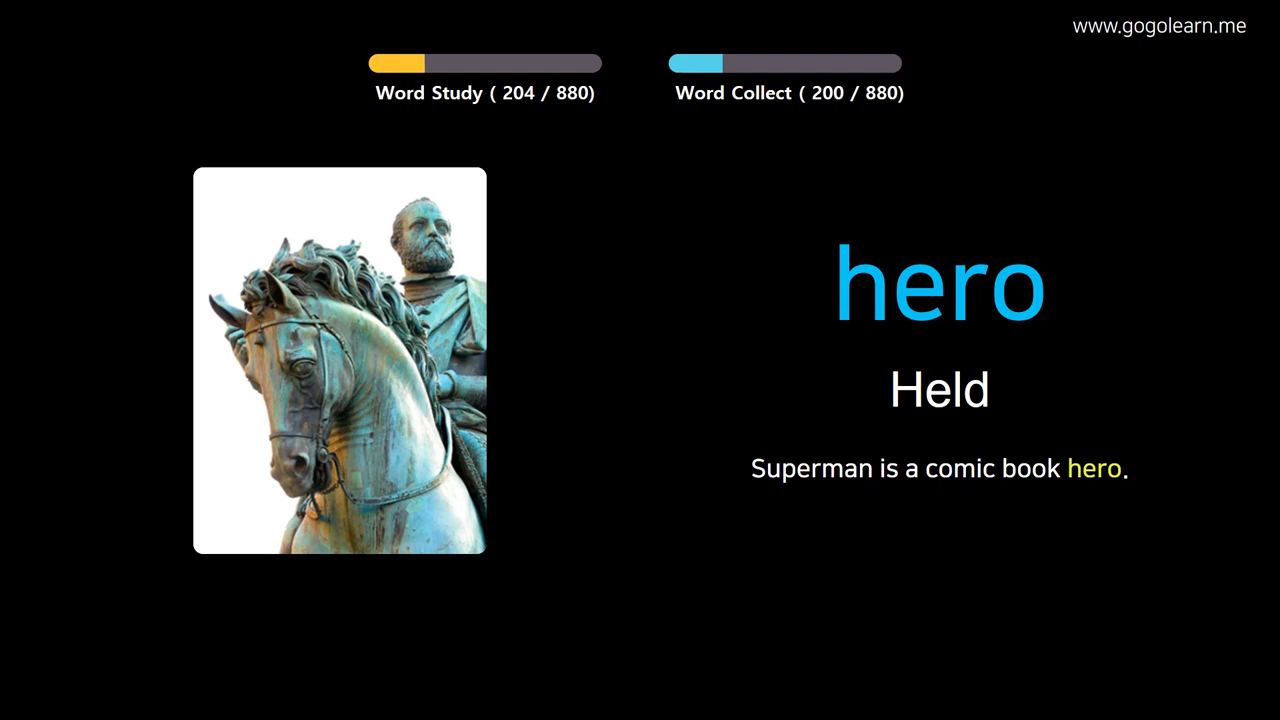 www.gogolearn.me
Word Study ( 204 / 880)
Word Collect ( 200 / 880)
hero
Held
Superman is a comic book hero.